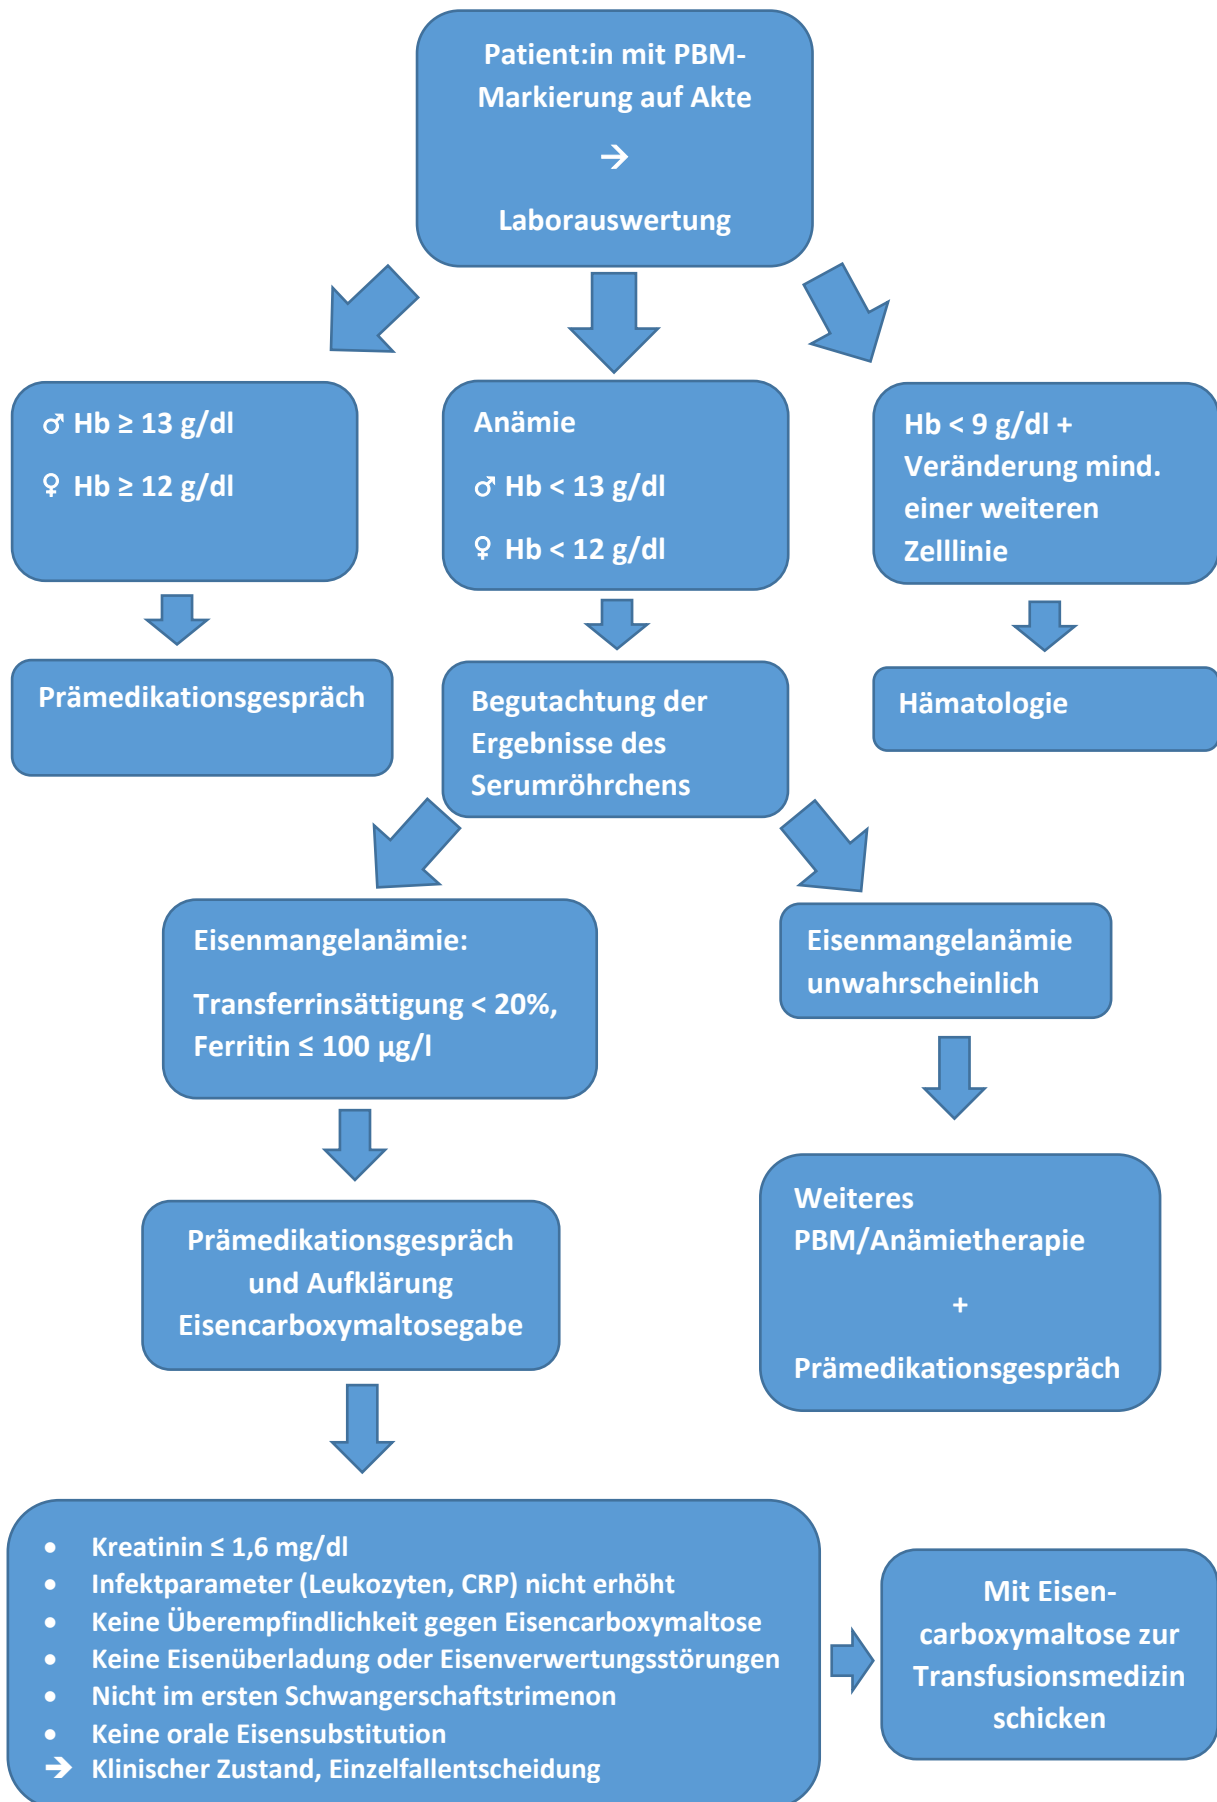 Patient:in mit PBM-
Markierung auf Akte
→
Laborauswertung
♂ Hb ≥ 13 g/dl
♀ Hb ≥ 12 g/dl
Anämie
♂ Hb < 13 g/dl
♀ Hb < 12 g/dl
Hb < 9 g/dl +
Veränderung mind.
einer weiteren
Zelllinie
Prämedikationsgespräch
Begutachtung der
Ergebnisse des
Serumröhrchens
Hämatologie
Eisenmangelanämie:
Transferrinsättigung < 20%,
Ferritin ≤ 100 µg/l
Eisenmangelanämie
unwahrscheinlich
Prämedikationsgespräch
und Aufklärung
Eisencarboxymaltosegabe
Weiteres
PBM/Anämietherapie
+
Prämedikationsgespräch
• Kreatinin ≤ 1,6 mg/dl
• Infektparameter (Leukozyten, CRP) nicht erhöht
• Keine Überempfindlichkeit gegen Eisencarboxymaltose
• Keine Eisenüberladung oder Eisenverwertungsstörungen
• Nicht im ersten Schwangerschaftstrimenon
• Keine orale Eisensubstitution
→ Klinischer Zustand, Einzelfallentscheidung
Mit Eisen-
carboxymaltose zur
Transfusionsmedizin
schicken